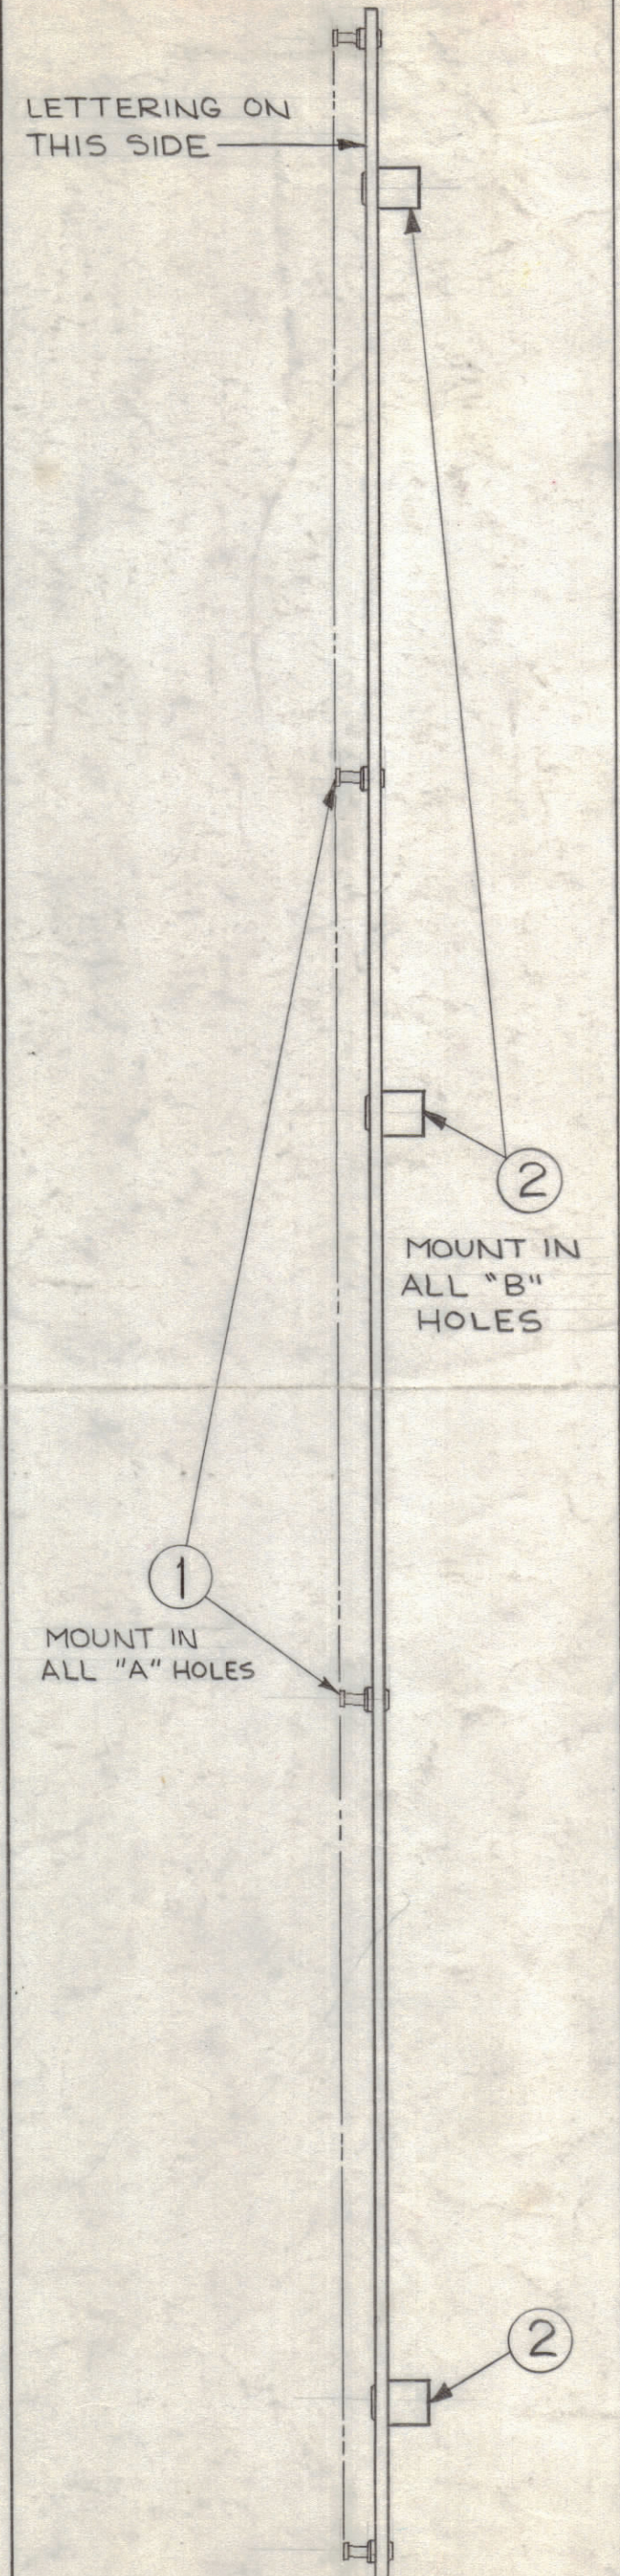 LETTERING ON
THIS SIDE
2
MOUNT IN
ALL "B"
HOLES
1
MOUNT IN
ALL "A" HOLES
2